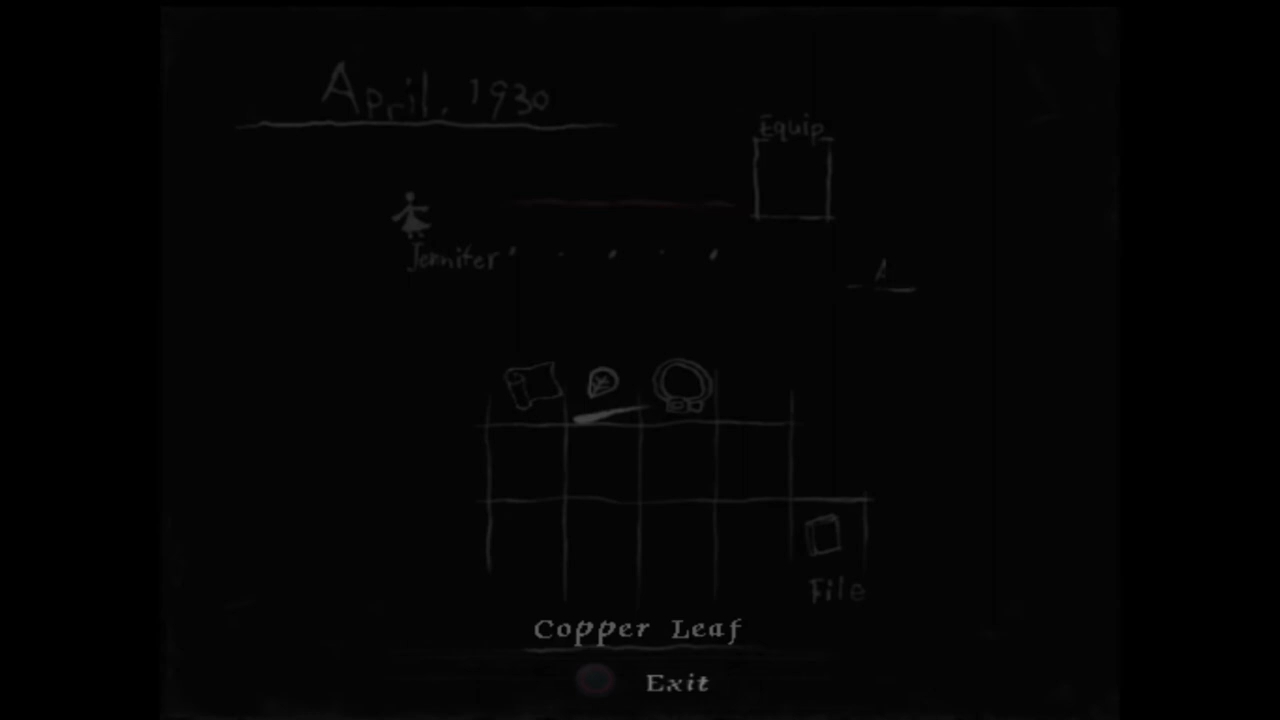 April. 1930
Equip
Jennifer
A
File
Copper Leaf
Exit